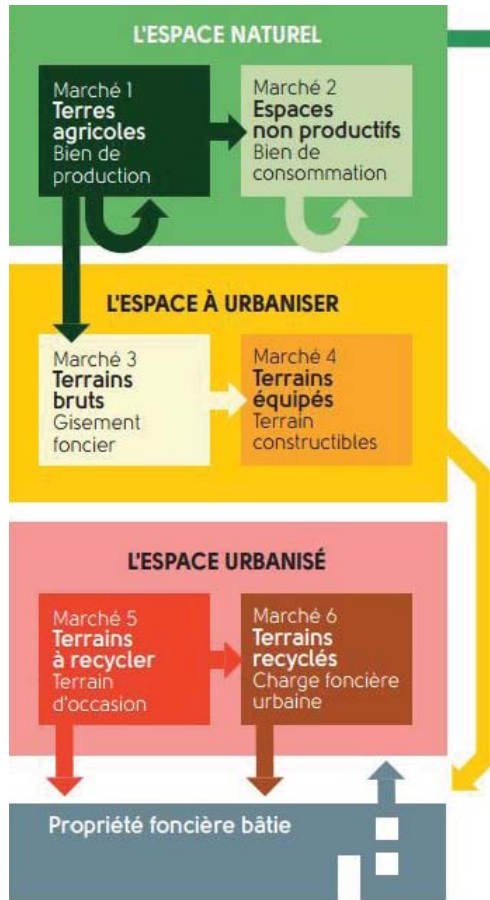 L'ESPACE NATUREL
Marché 1
Terres
agricoles
Bien de
production
Marché 2
Espaces
non productifs
Bien de
consommation
L'ESPACE À URBANISER
Marché 3
Terrains
bruts
Gisement
foncier
Marché 4
Terrains
équipés
Terrain
constructibles
L'ESPACE URBANISÉ
Marché 5
Terrains
à recycler
Terrain
d'occasion
Marché 6
Terrains
recyclés
Charge foncière
urbaine
Propriété foncière bâtie